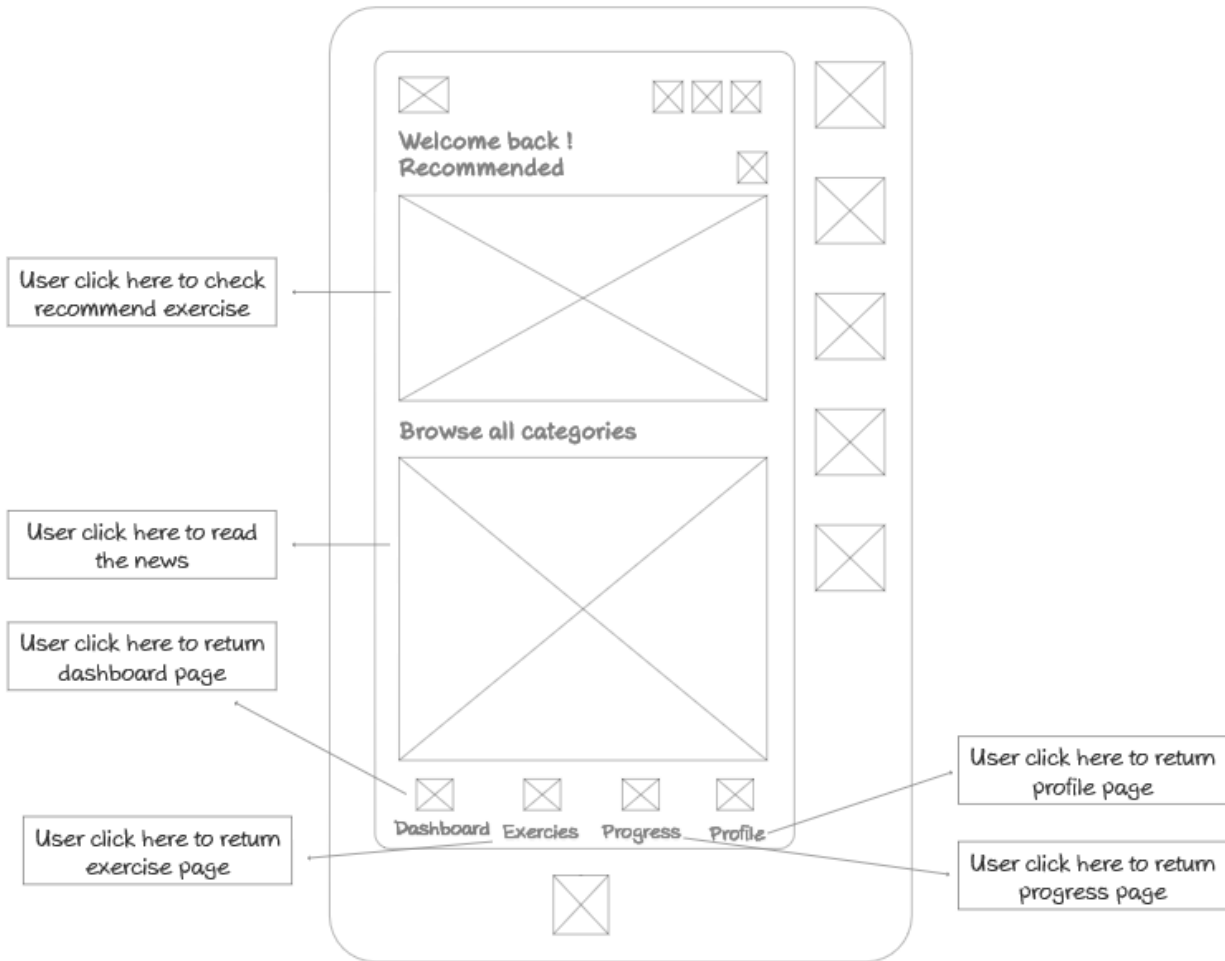 Welcome back !
Recommended
User click here to check
recommend exercise
Browse all categories
User click here to read
the news
User click here to return
dashboard page
User click here to return
profile page
Dashboard
Exercies
Progress
Profile
User click here to return
exercise page
User click here to return
progress page